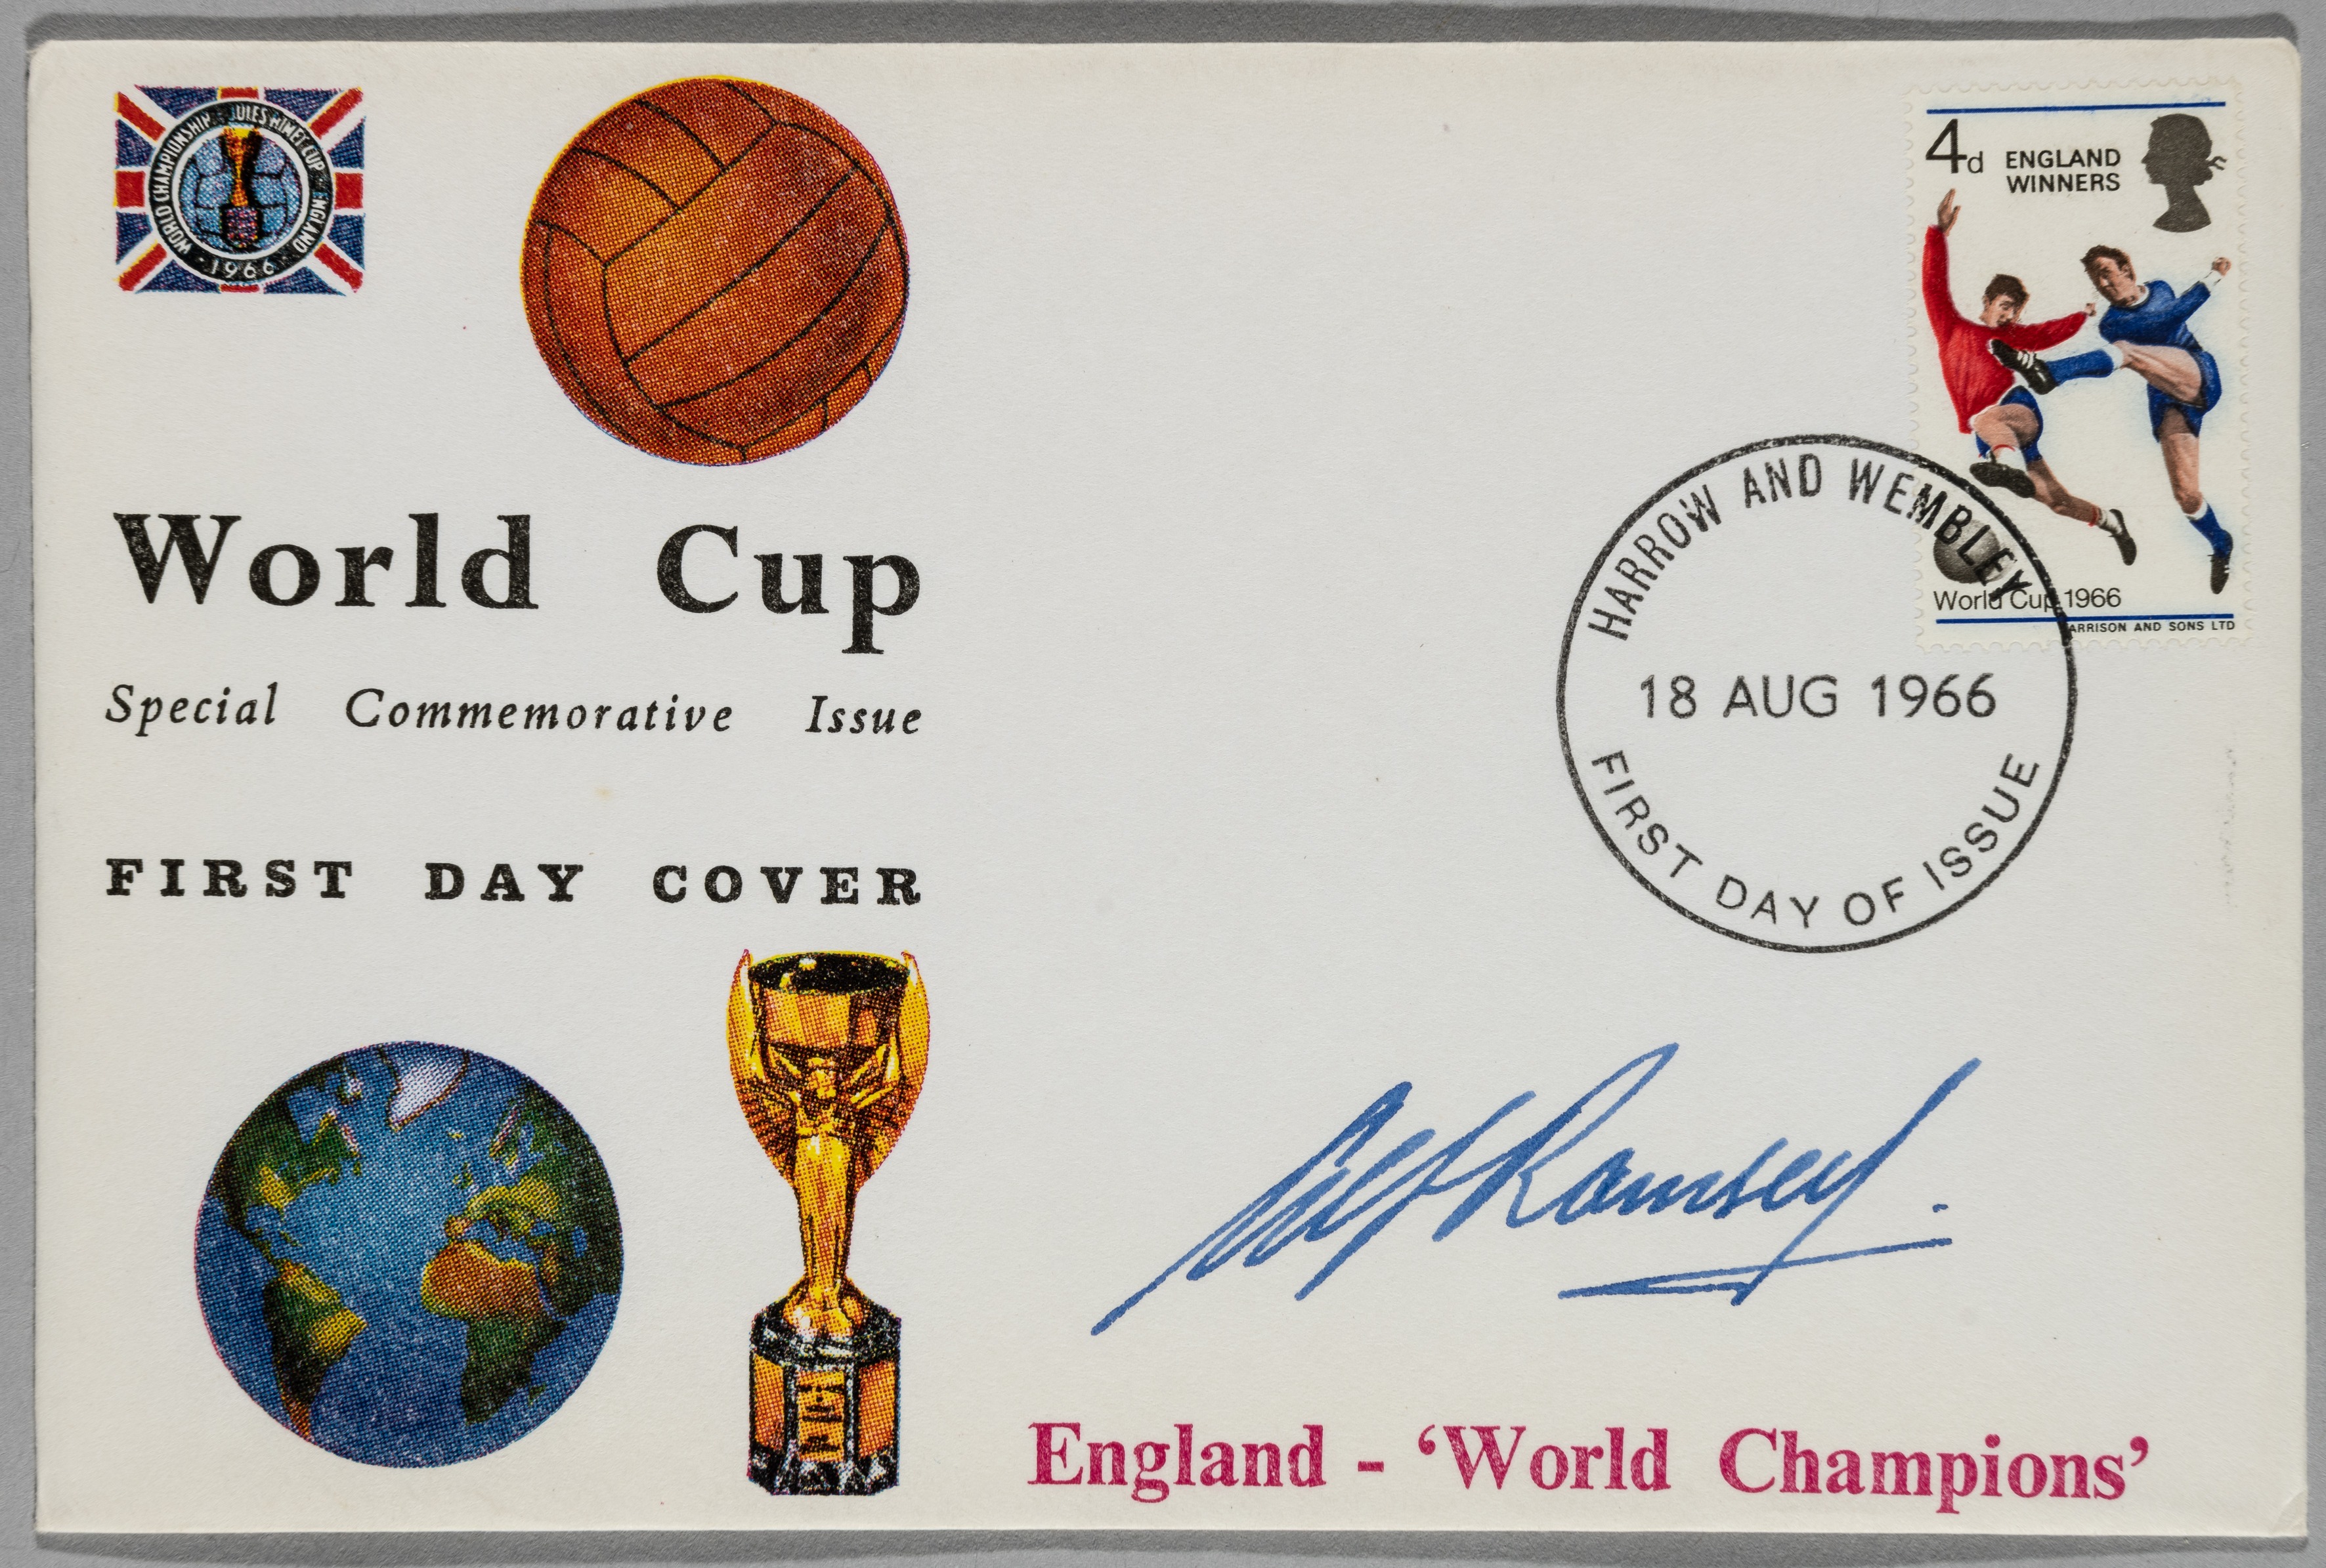 WORLD CHAMPIONSHIP · JULES RIMET CUP · ENGLAND · 1966 ·
4d ENGLAND
WINNERS
World Cup 1966
ARRISON AND SONS LTD
World Cup
Special Commemorative Issue
FIRST DAY COVER
HARROW AND WEMBLEY
18 AUG 1966
FIRST DAY OF ISSUE
Alf Ramsey.
England - ‘World Champions’